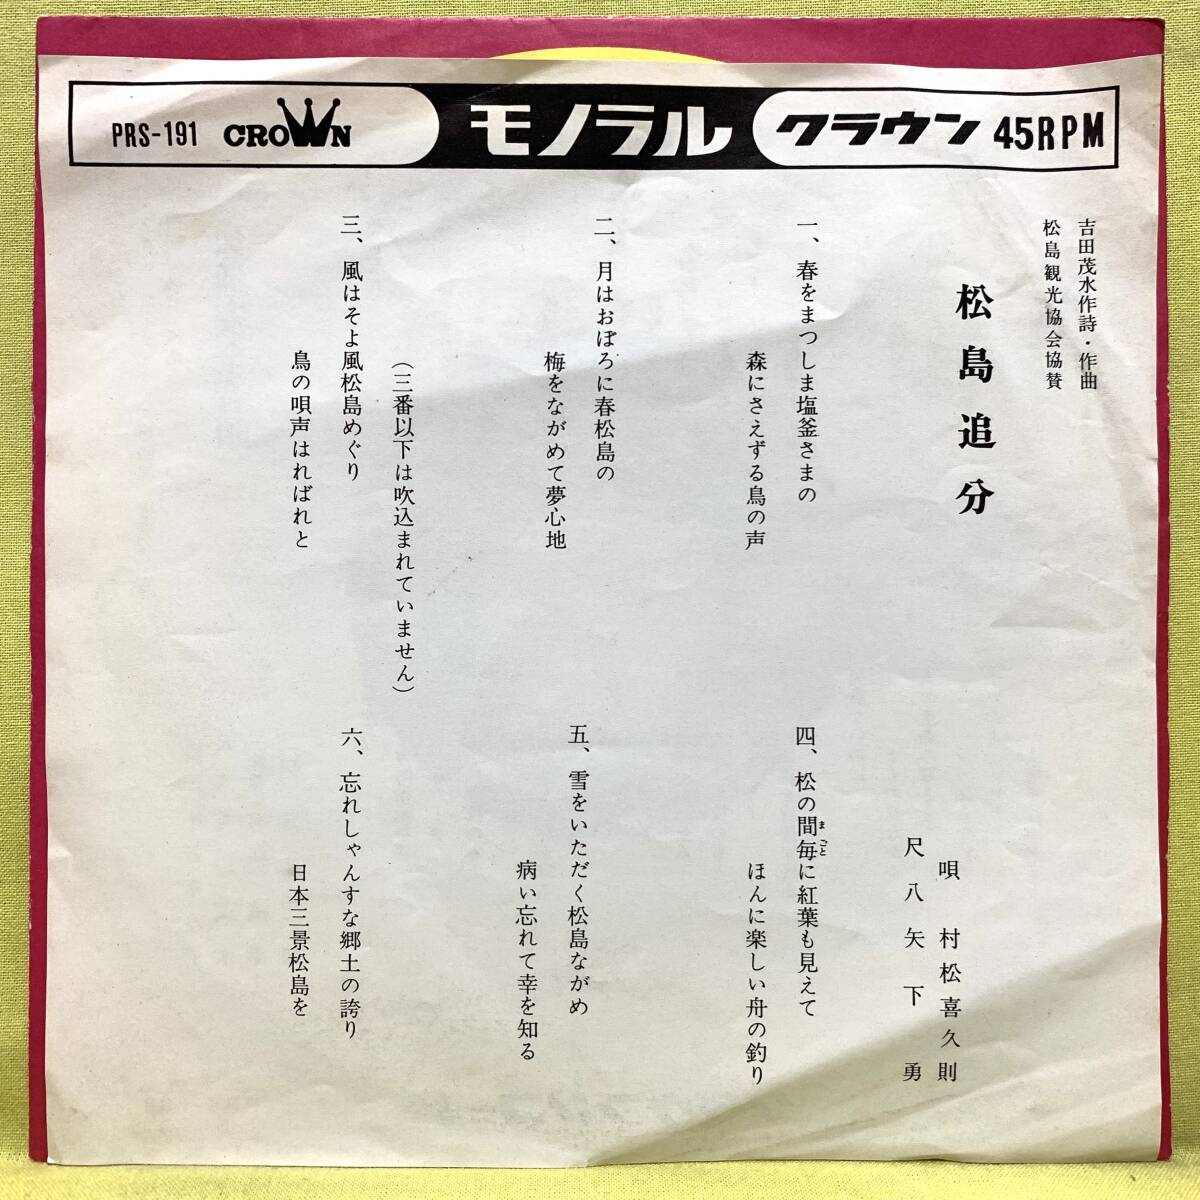 PRS-191 CROWN モノラル クラウン 45RPM
吉田茂水作詩・作曲
松島観光協会協賛
松島追分
唄 村松喜久則
尺八 矢下勇
一、春をまつしま塩釜さまの
森にさえずる鳥の声
二、月はおぼろに春松島の
梅をながめて夢心地
(三番以下は吹込まれていません)
三、風はそよ風松島めぐり
鳥の唄声はればれと
四、松の間毎に紅葉も見えて
まごと
ほんに楽しい舟の釣り
五、雪をいただく松島ながめ
病い忘れて幸を知る
六、忘れしゃんすな郷土の誇り
日本三景松島を